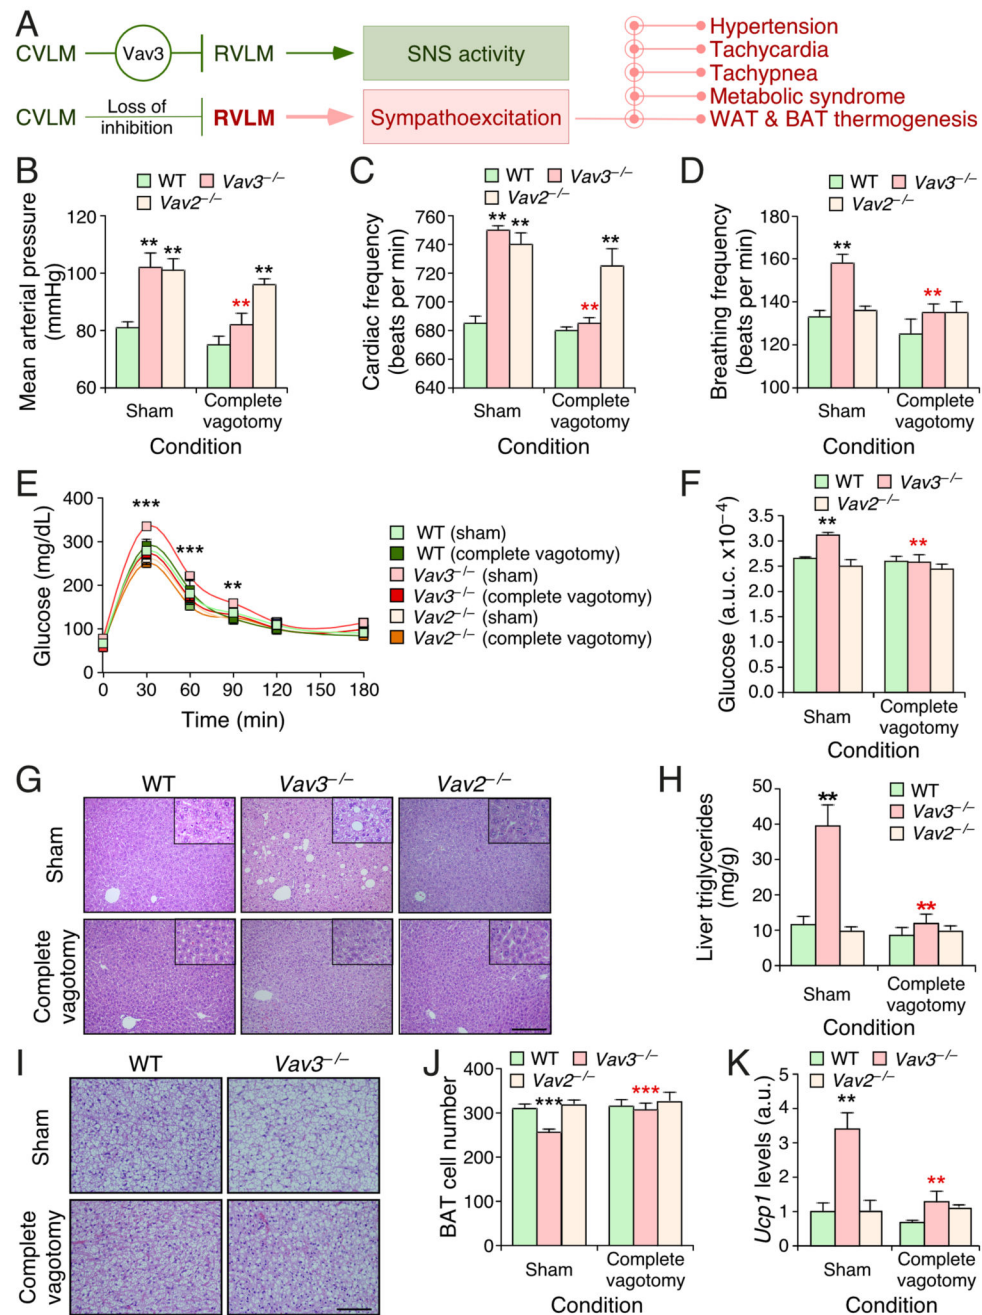 A
CVLM Vav3 RVLM SNS activity
CVLM Loss of inhibition RVLM Sympathoexcitation
Hypertension
Tachycardia
Tachypnea
Metabolic syndrome
WAT & BAT thermogenesis
B
WT Vav3–/–
Vav2–/–
Mean arterial pressure
(mmHg)
120
100
80
60
** **
** **
Sham
Complete
vagotomy
Condition
C
WT Vav3–/–
Vav2–/–
Cardiac frequency
(beats per min)
760
740
720
700
680
660
640
** **
** **
Sham
Complete
vagotomy
Condition
D
WT Vav3–/–
Vav2–/–
Breathing frequency
(beats per min)
180
160
140
120
100
**
**
Sham
Complete
vagotomy
Condition
E
Glucose (mg/dL)
400
300
200
100
0
***
***
**
0 30 60 90 120 150 180
Time (min)
WT (sham)
WT (complete vagotomy)
Vav3–/– (sham)
Vav3–/– (complete vagotomy)
Vav2–/– (sham)
Vav2–/– (complete vagotomy)
F
WT Vav3–/–
Vav2–/–
Glucose (a.u.c. x10–4)
3.5
3.0
2.5
2.0
1.5
1.0
0.5
0.0
**
**
Sham
Complete
vagotomy
Condition
G
WT Vav3–/– Vav2–/–
Sham
Complete
vagotomy
H
WT
Vav3–/–
Vav2–/–
Liver triglycerides
(mg/g)
50
40
30
20
10
0
**
**
Sham
Complete
vagotomy
Condition
I
WT Vav3–/–
Sham
Complete
vagotomy
J
WT Vav3–/–
Vav2–/–
BAT cell number
400
300
200
100
0
***
***
Sham
Complete
vagotomy
Condition
K
WT
Vav3–/–
Vav2–/–
Ucp1 levels (a.u.)
5
4
3
2
1
0
**
**
Sham
Complete
vagotomy
Condition